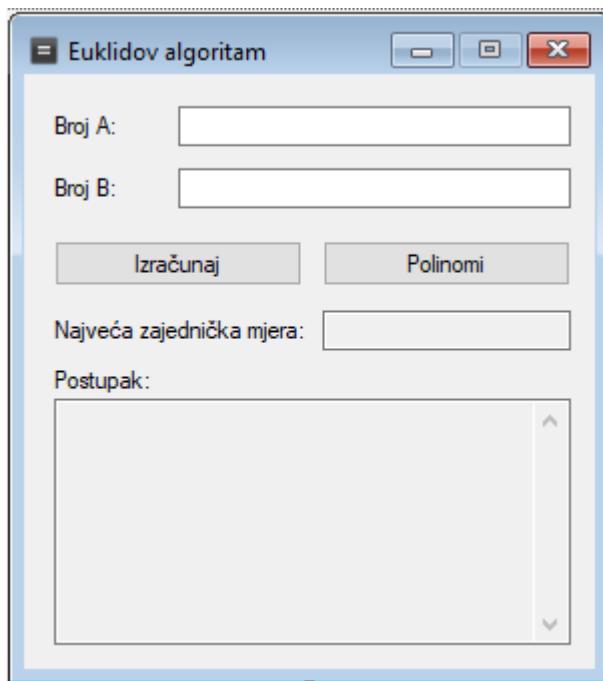 Euklidov algoritam
Broj A:
Broj B:
Izračunaj Polinomi
Najveća zajednička mjera:
Postupak: